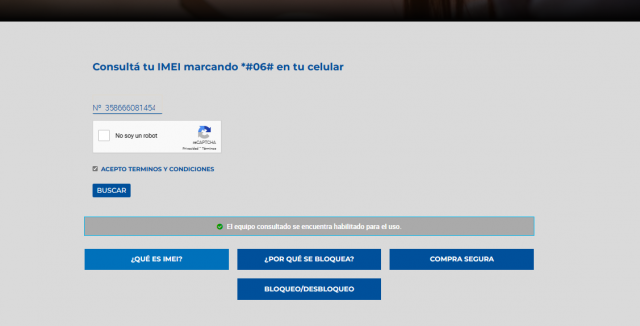 Consultá tu IMEI marcando *#06# en tu celular
Nº 358666081454
No soy un robot
reCAPTCHA
Privacidad - Términos
ACEPTO TERMINOS Y CONDICIONES
BUSCAR
El equipo consultado se encuentra habilitado para el uso.
¿QUÉ ES IMEI?
¿POR QUÉ SE BLOQUEA?
COMPRA SEGURA
BLOQUEO/DESBLOQUEO